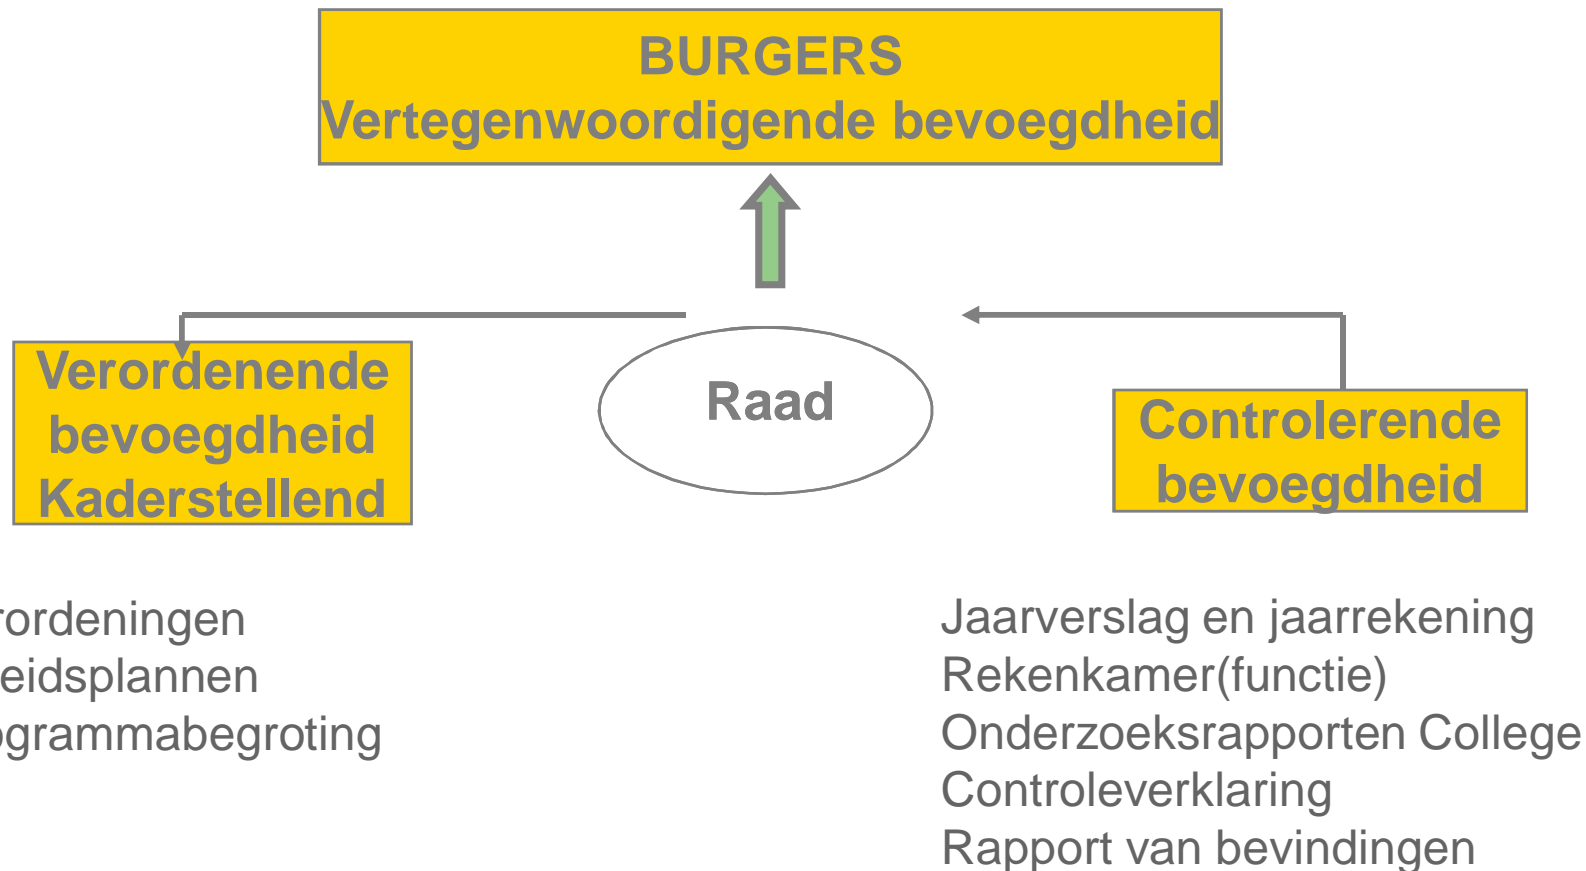 BURGERS
Vertegenwoordigende bevoegdheid
Verordenende
bevoegdheid
Kaderstellend
Raad
Controlerende
bevoegdheid
rordeningen
eidsplannen
ogrammabegroting
Jaarverslag en jaarrekening
Rekenkamer(functie)
Onderzoeksrapporten College
Controleverklaring
Rapport van bevindingen